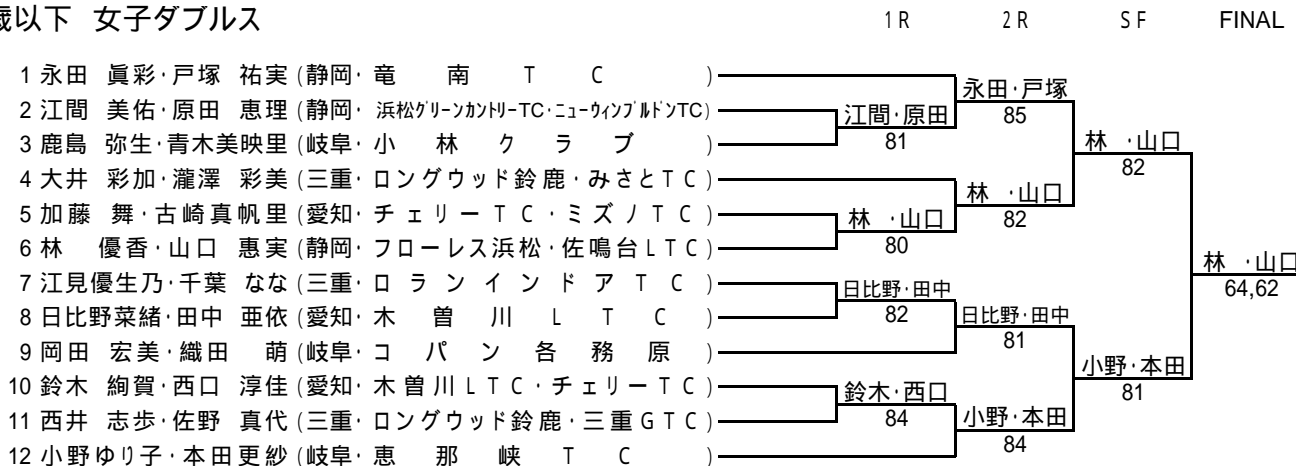 歳以下 女子ダブルス 1R 2R SF FINAL
1 永田 眞彩·戸塚 祐実 (静岡· 竜南TC)
永田·戸塚
2 江間 美佑·原田 恵理 (静岡· 浜松グリーンカントリーTC·ニューウィンブルドンTC)
江間·原田 85
3 鹿島 弥生·青木美映里 (岐阜· 小林クラブ)
81 林 ·山口
82
4 大井 彩加·瀧澤 彩美 (三重· ロングウッド鈴鹿·みさとTC)
林 ·山口
5 加藤 舞·古崎真帆里 (愛知· チェリーTC·ミズノTC)
林 ·山口 82
6 林 優香·山口 惠実 (静岡· フローレス浜松·佐鳴台LTC)
80
林 ·山口
7 江見優生乃·千葉 なな (三重· ロランインドアTC)
日比野·田中 64,62
8 日比野菜緒·田中 亜依 (愛知· 木曽川LTC)
82 日比野·田中
81
9 岡田 宏美·織田 萌 (岐阜· コパン各務原)
小野·本田
10 鈴木 絢賀·西口 淳佳 (愛知· 木曽川LTC·チェリーTC)
鈴木·西口 81
11 西井 志歩·佐野 真代 (三重· ロングウッド鈴鹿·三重GTC)
84 小野·本田
84
12 小野ゆり子·本田更紗 (岐阜· 恵那峡TC)